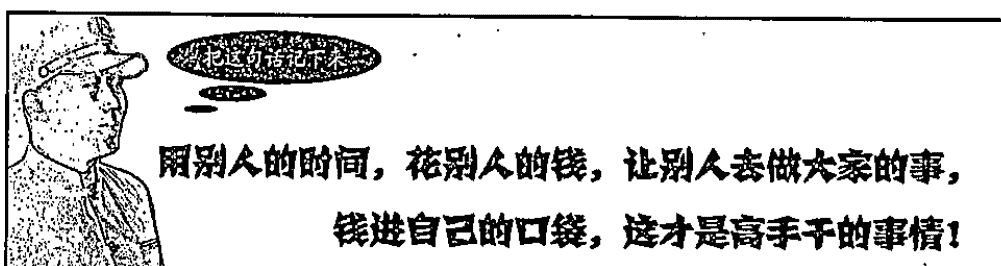 把这句话记下来
用别人的时间，花别人的钱，让别人去做大家的事，
钱进自己的口袋，这才是高手干的事情！